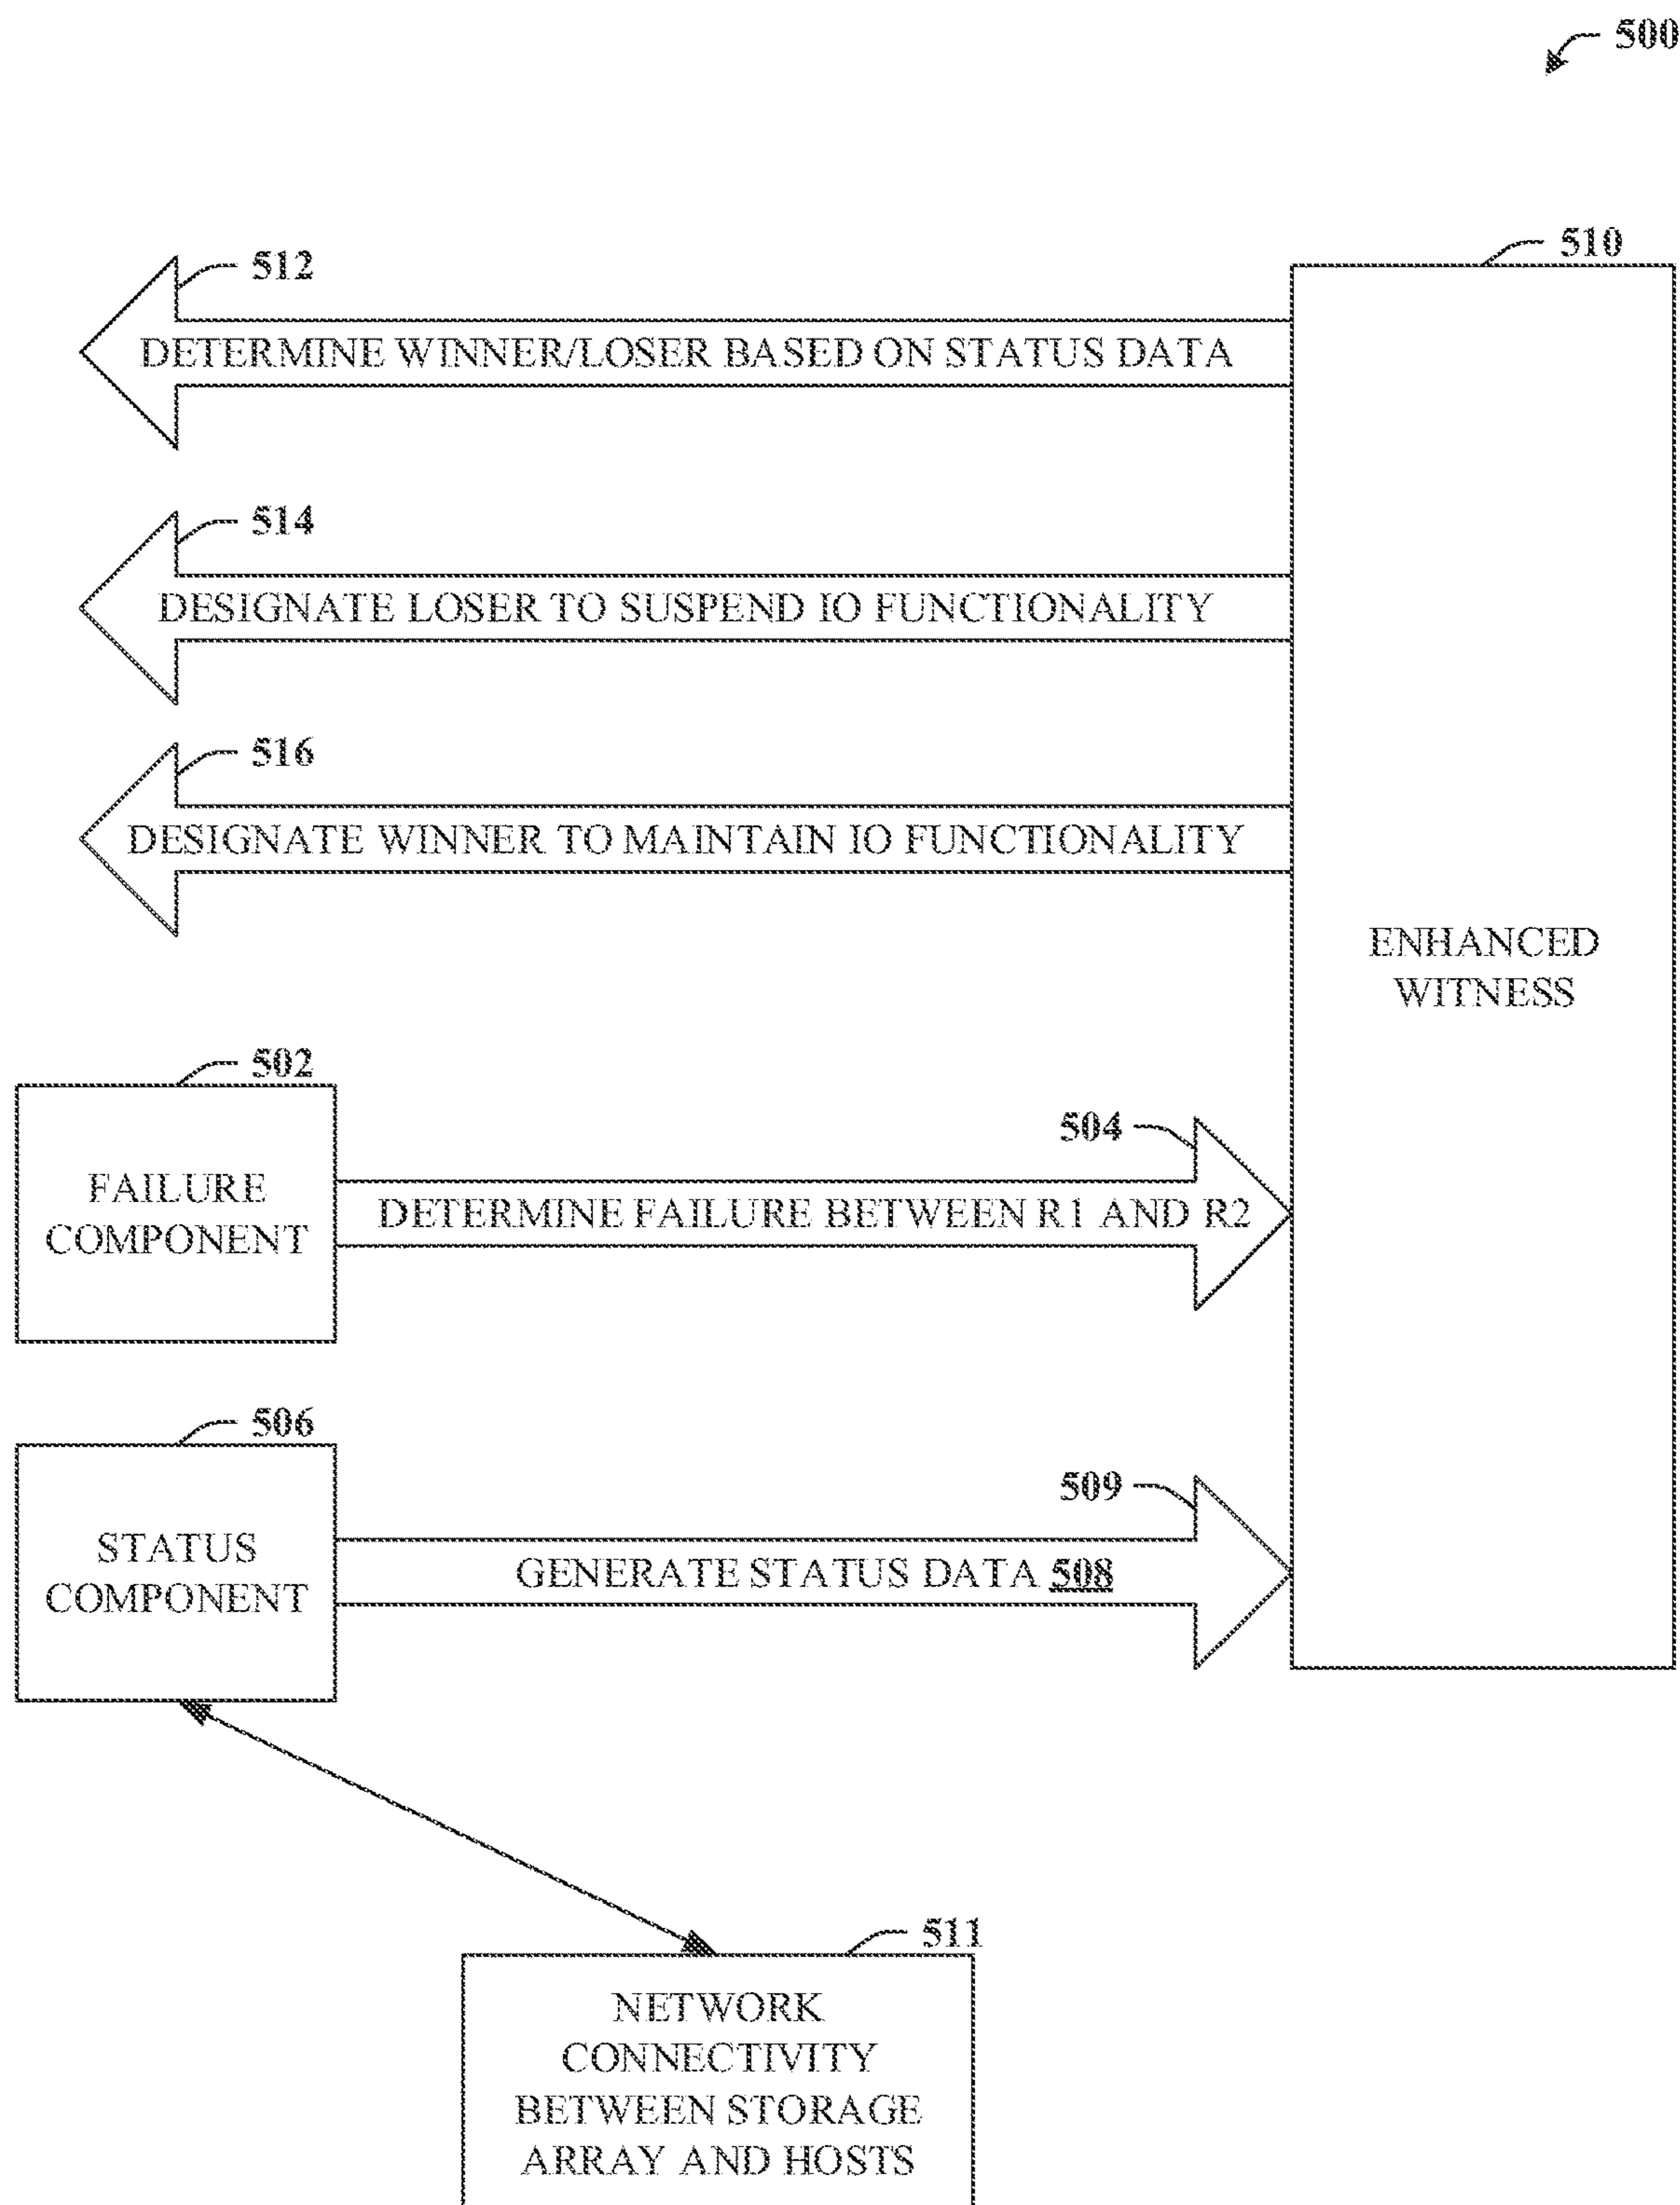 500
510
512
DETERMINE WINNER/LOSER BASED ON STATUS DATA
514
DESIGNATE LOSER TO SUSPEND IO FUNCTIONALITY
516
DESIGNATE WINNER TO MAINTAIN IO FUNCTIONALITY
ENHANCED
WITNESS
502
FAILURE
COMPONENT
504
DETERMINE FAILURE BETWEEN R1 AND R2
506
STATUS
COMPONENT
509
GENERATE STATUS DATA 508
511
NETWORK
CONNECTIVITY
BETWEEN STORAGE
ARRAY AND HOSTS